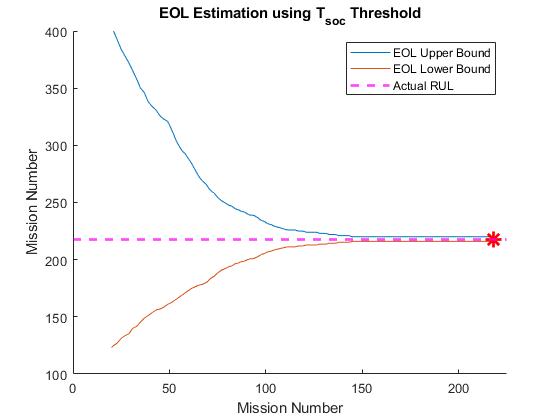 EOL Estimation using Tsoc Threshold
EOL Upper Bound
EOL Lower Bound
Actual RUL
Mission Number
400
350
300
250
200
150
100
0
50
100
150
200
Mission Number